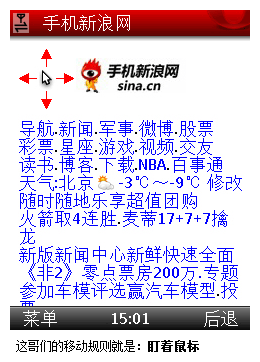 手机新浪网
手机新浪网
sina.cn
导航.新闻.军事.微博.股票
彩票.星座.游戏.视频.交友
读书.博客.下载.NBA.百事通
天气:北京 -3℃～-9℃ 修改
随时随地乐享超值团购
火箭取4连胜.麦蒂17+7+7擒
龙
新版新闻中心新鲜快速全面
《非2》零点票房200万.专题
参加车模评选赢汽车模型.投
票
菜单 15:01 后退
这哥们的移动规则就是：盯着鼠标